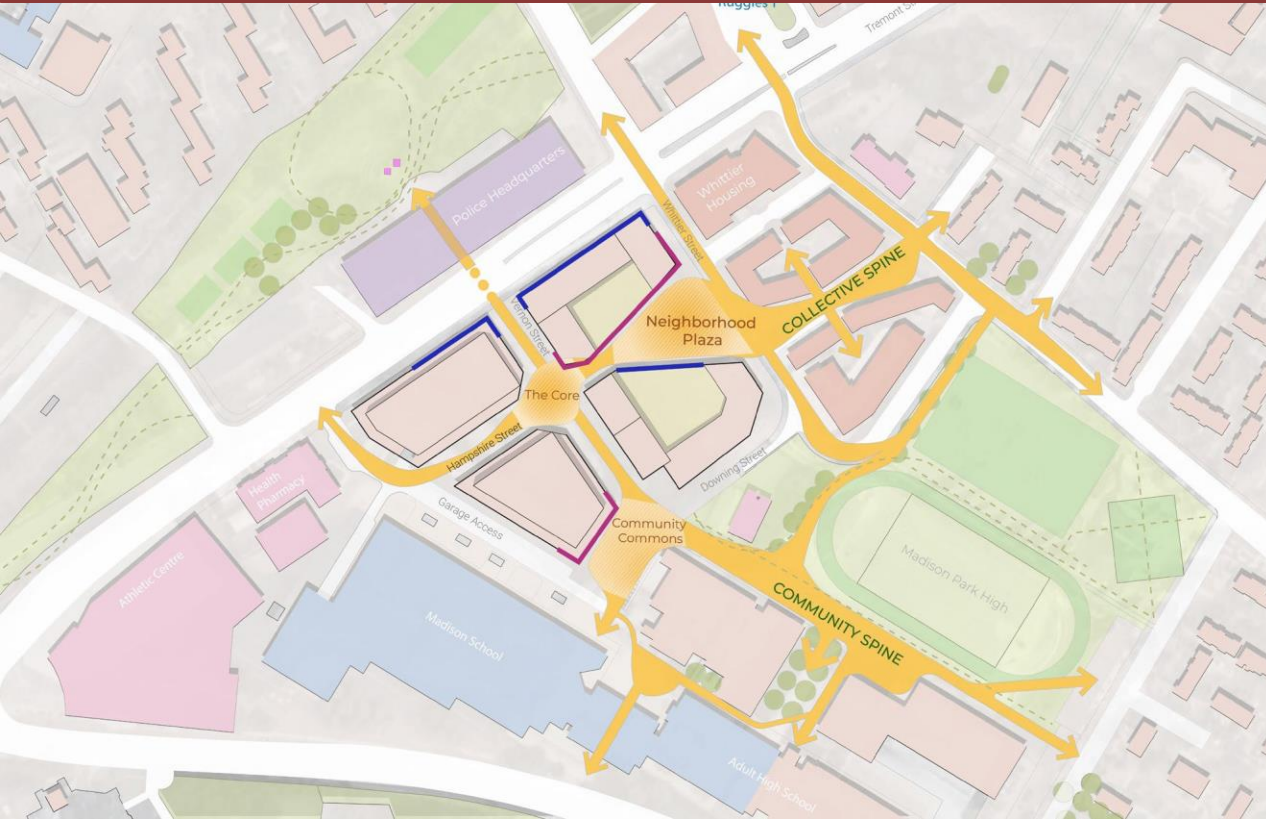 Ruggles T
Tremont
Police Headquarters
Whittier
Housing
Whittier Street
COLLECTIVE SPINE
Neighborhood
Plaza
Vernon Street
The Core
Hampshire Street
Downing Street
Health
Pharmacy
Garage Access
Community
Commons
Athletic Centre
Madison School
Madison Park High
COMMUNITY SPINE
Adult High School